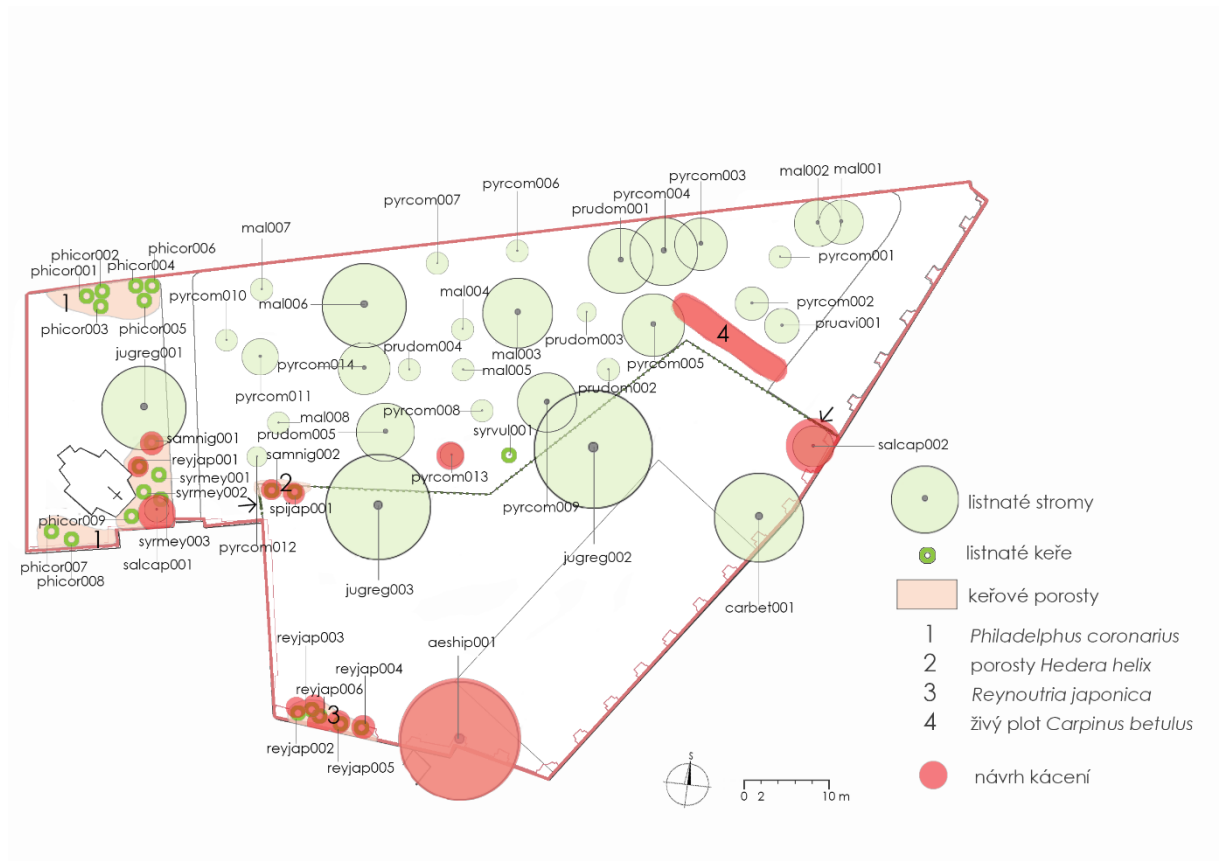 pyrcom006
pyrcom003
mal002
mal001
pyrcom007
pyrcom004
prudom001
phicor006
phicor002
phicor004
mal007
phicor001
pyrcom001
1
pyrcom010
mal006
mal004
pyrcom002
phicor003
phicor005
pruavi001
4
prudom003
jugreg001
prudom004
mal003
pyrcom014
mal005
pyrcom005
prudom002
pyrcom011
pyrcom008
mal008
prudom005
syrvul001
samnig001
samnig002
salcap002
reyjap001
pyrcom013
syrmey001
2
syrmey002
listnaté stromy
spijap001
pyrcom009
phicor009
1
syrmey003
pyrcom012
jugreg002
listnaté keře
phicor007
salcap001
phicor008
jugreg003
keřové porosty
carbet001
reyjap003
aeship001
1 Philadelphus coronarius
reyjap004
2 porosty Hedera helix
reyjap006
3
3 Reynoutria japonica
4 živý plot Carpinus betulus
reyjap002
reyjap005
S
návrh kácení
0 2 10 m